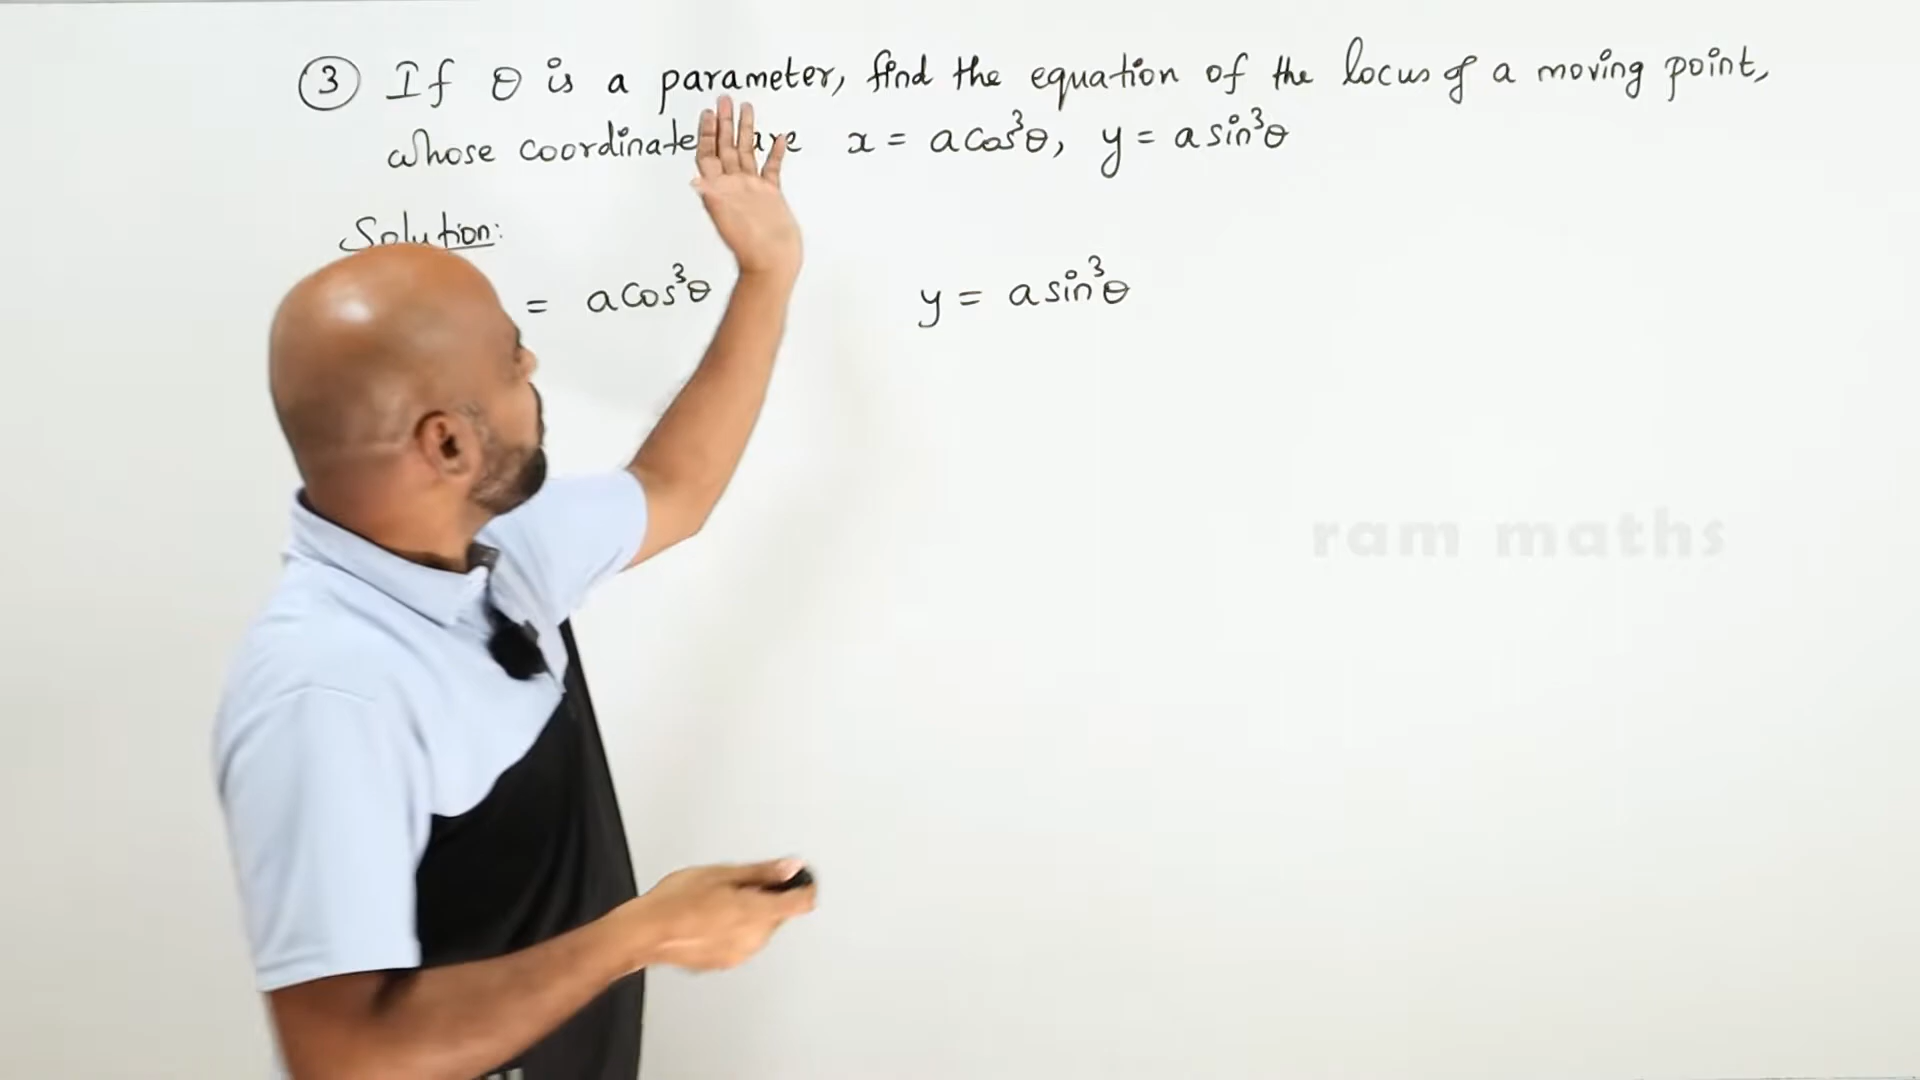 ③ If θ is a parameter, find the equation of the locus of a moving point,
whose coordinate are x = a cos³θ, y = a sin³θ
Solution:
= a cos³θ y = a sin³θ
ram maths